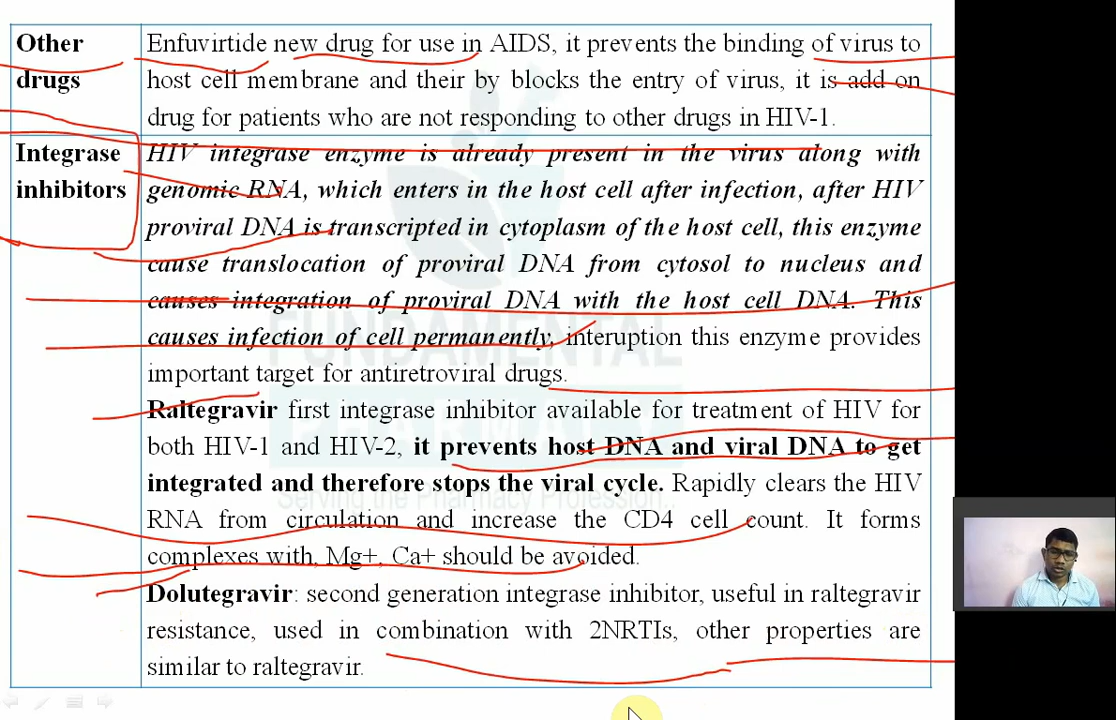 Other
drugs
Enfuvirtide new drug for use in AIDS, it prevents the binding of virus to
host cell membrane and their by blocks the entry of virus, it is add on
drug for patients who are not responding to other drugs in HIV-1.
Integrase
inhibitors
HIV integrase enzyme is already present in the virus along with
genomic RNA, which enters in the host cell after infection, after HIV
proviral DNA is transcripted in cytoplasm of the host cell, this enzyme
cause translocation of proviral DNA from cytosol to nucleus and
causes integration of proviral DNA with the host cell DNA. This
causes infection of cell permanently, interuption this enzyme provides
important target for antiretroviral drugs.
Raltegravir first integrase inhibitor available for treatment of HIV for
both HIV-1 and HIV-2, it prevents host DNA and viral DNA to get
integrated and therefore stops the viral cycle. Rapidly clears the HIV
RNA from circulation and increase the CD4 cell count. It forms
complexes with, Mg+, Ca+ should be avoided.
Dolutegravir: second generation integrase inhibitor, useful in raltegravir
resistance, used in combination with 2NRTIs, other properties are
similar to raltegravir.
FUNDAMENTAL
PHARMACY
Serving the Pharmacy Profession..